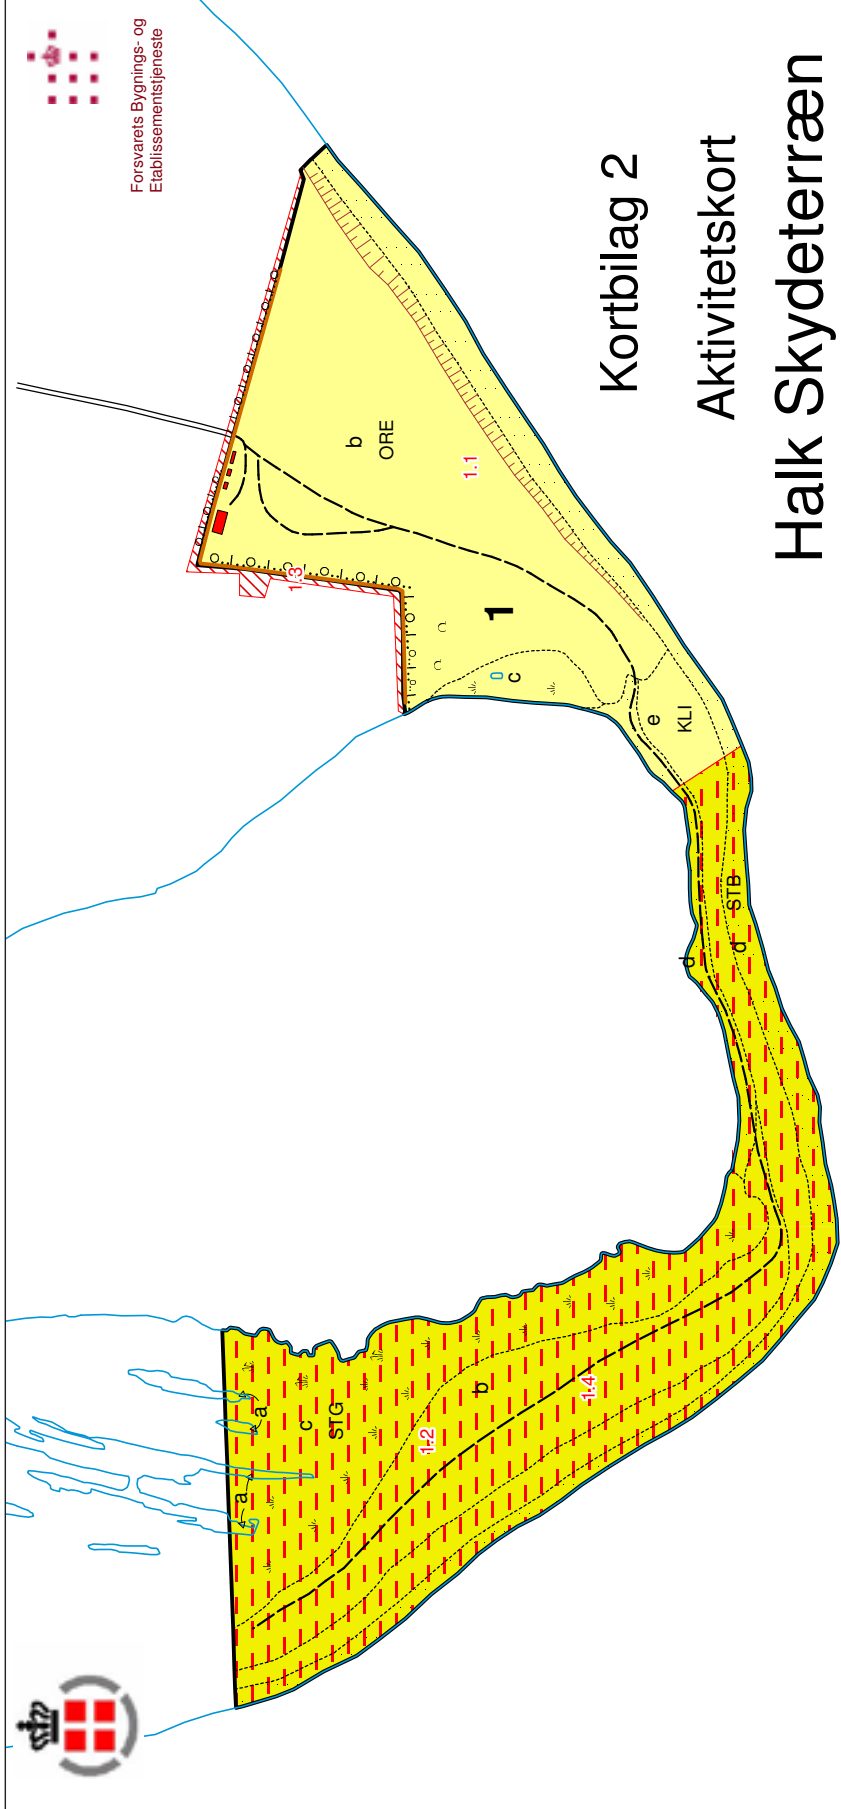 Forsvarets Bygnings- og
Etablissementstjeneste
Kortbilag 2
Aktivitetskort
Halk Skydeterræn
b
ORE
1.1
1.3
1
c
e
KLI
STB
d
d
a
c
STG
a
1.2
b
1.4